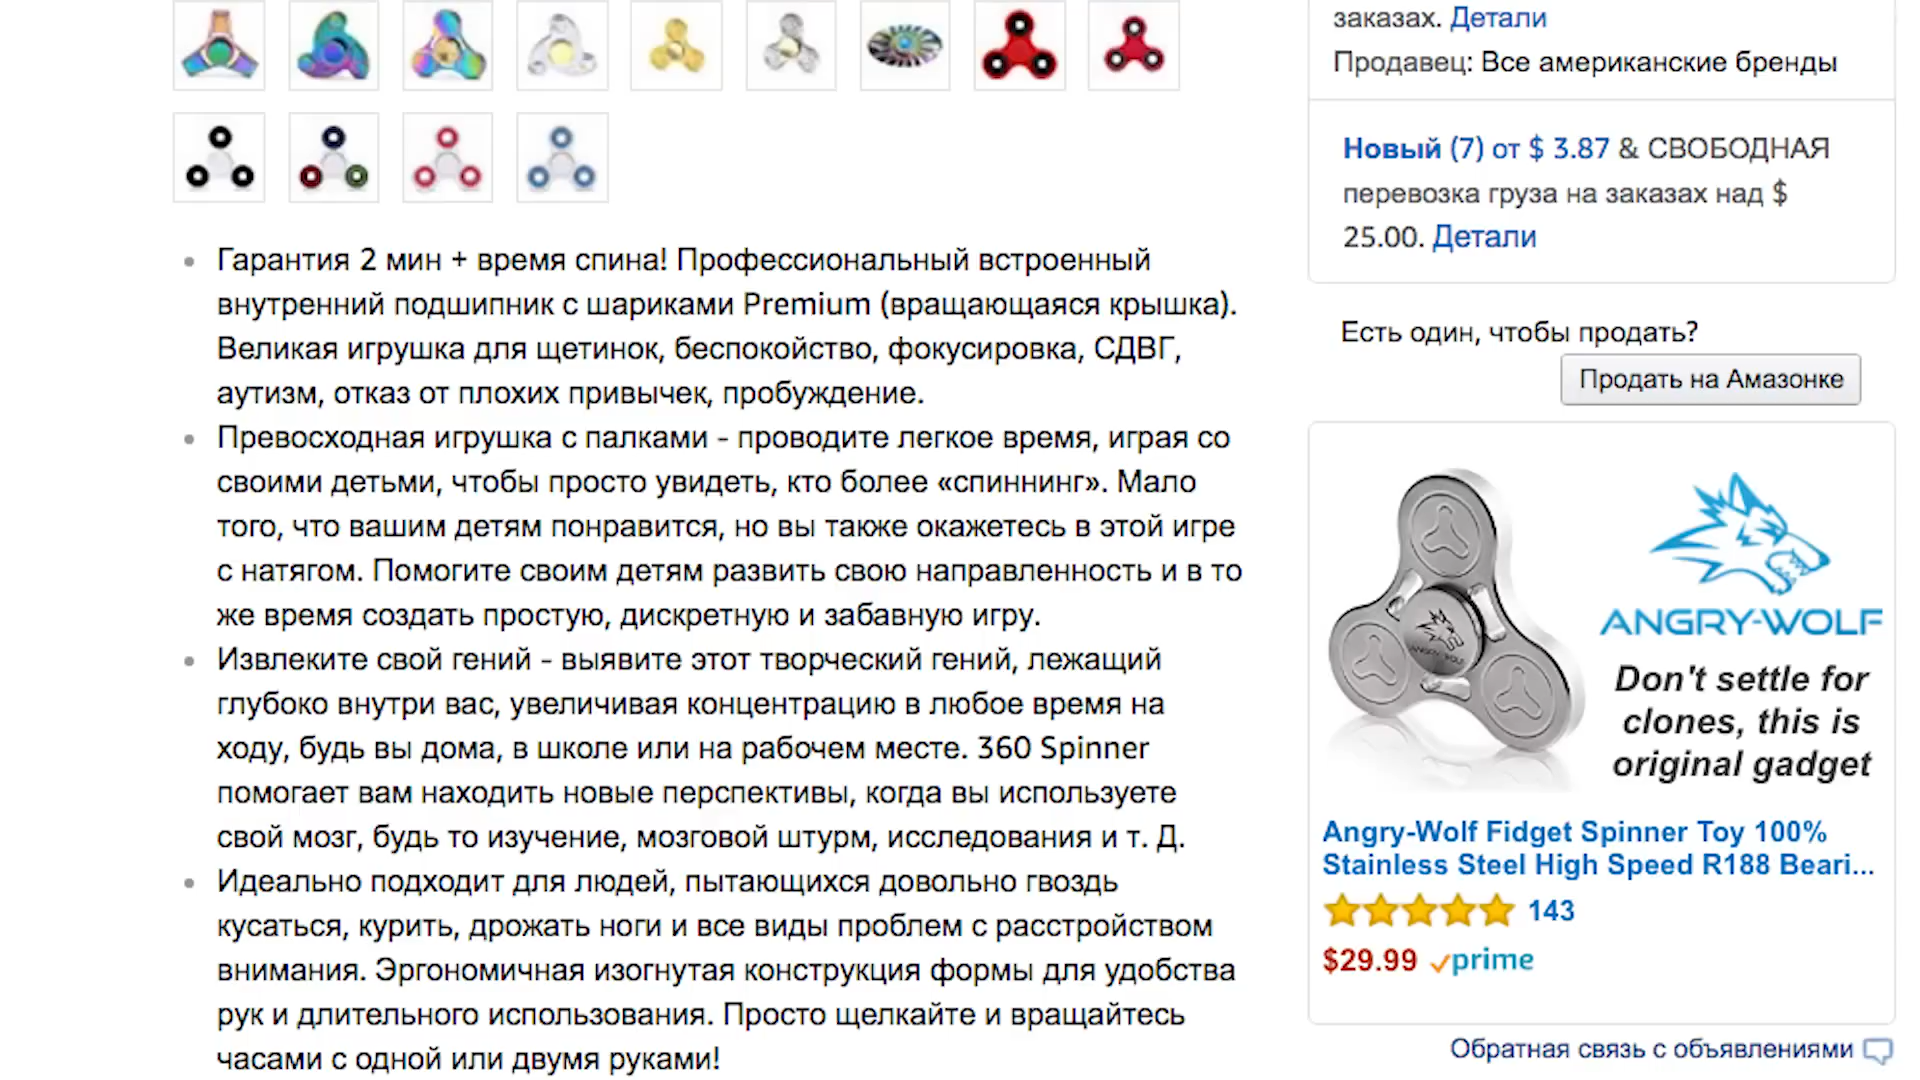 Гарантия 2 мин + время спина! Профессиональный встроенный
внутренний подшипник с шариками Premium (вращающаяся крышка).
Великая игрушка для щетинок, беспокойство, фокусировка, СДВГ,
аутизм, отказ от плохих привычек, пробуждение.
Превосходная игрушка с палками - проводите легкое время, играя со
своими детьми, чтобы просто увидеть, кто более «спиннинг». Мало
того, что вашим детям понравится, но вы также окажетесь в этой игре
с натягом. Помогите своим детям развить свою направленность и в то
же время создать простую, дискретную и забавную игру.
Извлеките свой гений - выявите этот творческий гений, лежащий
глубоко внутри вас, увеличивая концентрацию в любое время на
ходу, будь вы дома, в школе или на рабочем месте. 360 Spinner
помогает вам находить новые перспективы, когда вы используете
свой мозг, будь то изучение, мозговой штурм, исследования и т. Д.
Идеально подходит для людей, пытающихся довольно гвоздь
кусаться, курить, дрожать ноги и все виды проблем с расстройством
внимания. Эргономичная изогнутая конструкция формы для удобства
рук и длительного использования. Просто щелкайте и вращайтесь
часами с одной или двумя руками!
заказах. Детали
Продавец: Все американские бренды
Новый (7) от $ 3.87 & СВОБОДНАЯ
перевозка груза на заказах над $
25.00. Детали
Есть один, чтобы продать?
Продать на Амазонке
ANGRY-WOLF
ANGRY-WOLF
Don't settle for
clones, this is
original gadget
Angry-Wolf Fidget Spinner Toy 100%
Stainless Steel High Speed R188 Beari...
143
$29.99 prime
Обратная связь с объявлениями